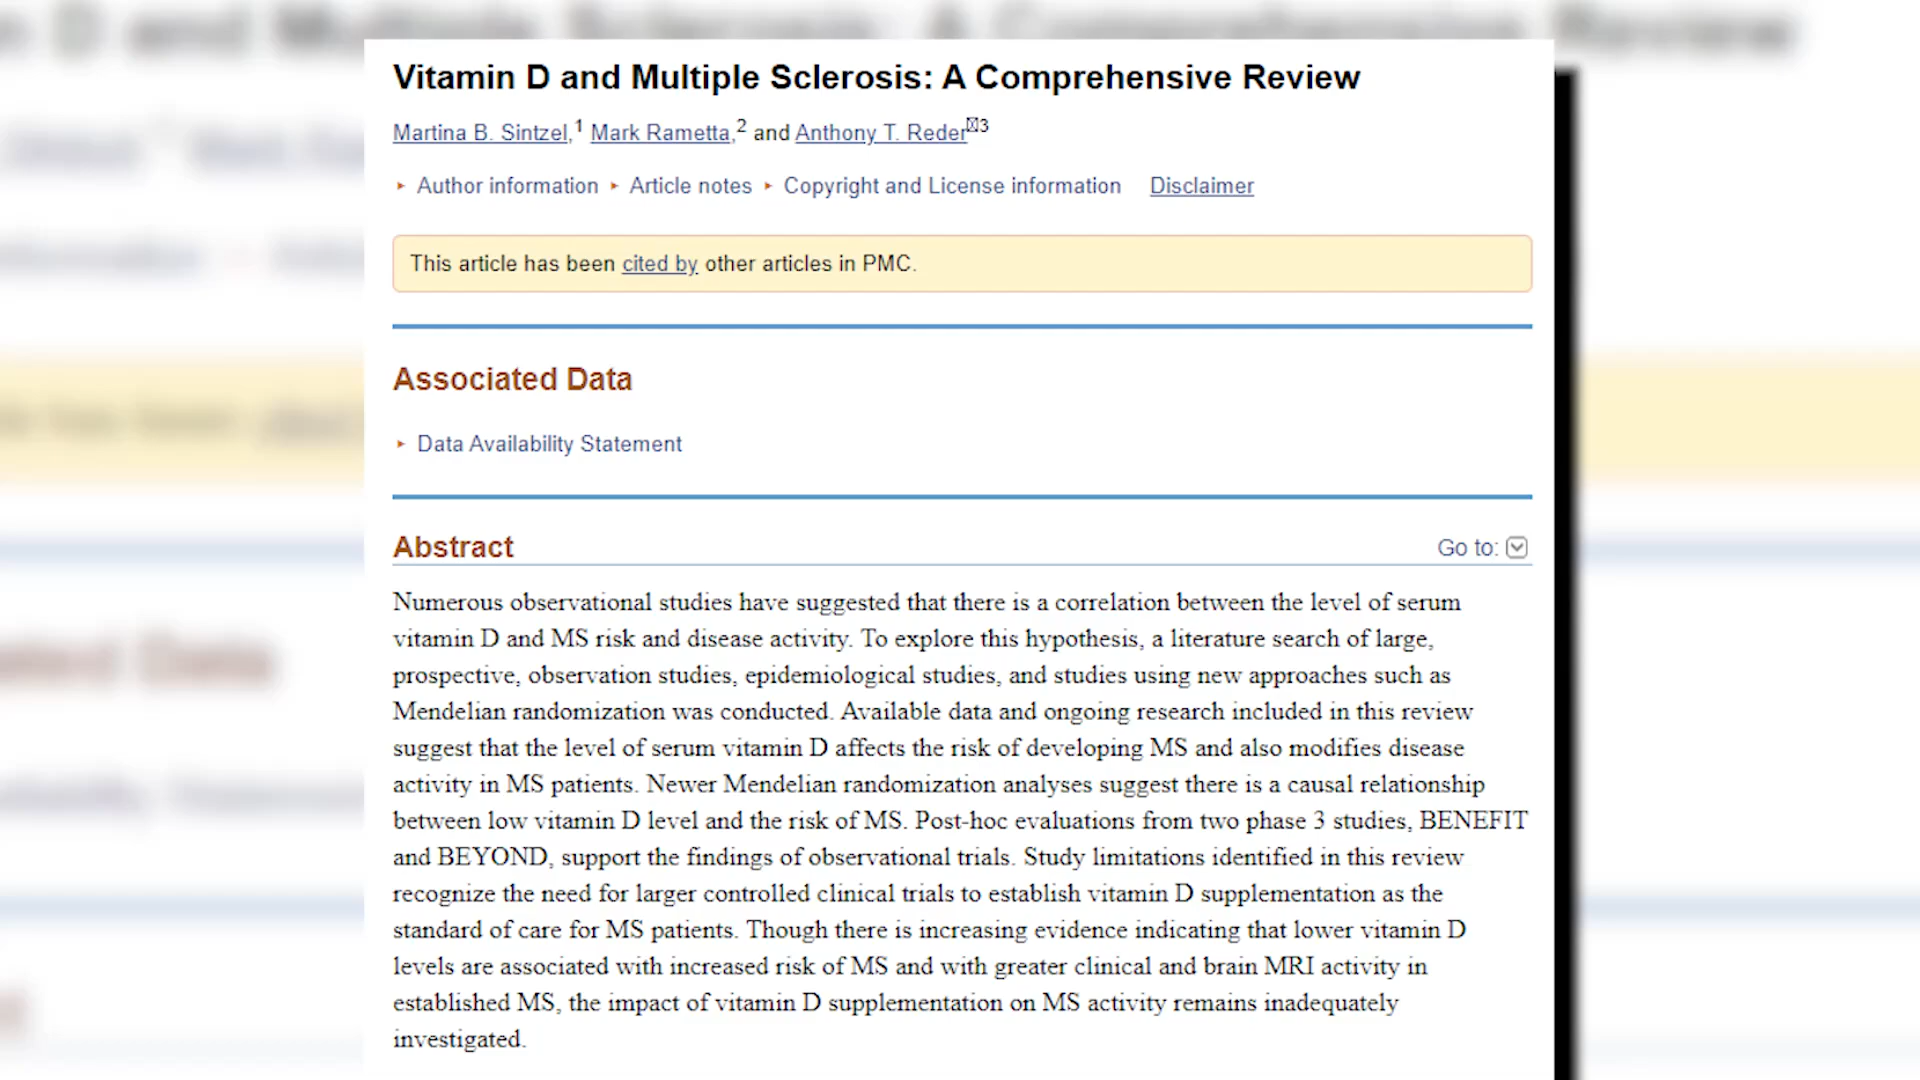 Vitamin D and Multiple Sclerosis: A Comprehensive Review
Martina B. Sintzel,1 Mark Rametta,2 and Anthony T. Reder3
Author information Article notes Copyright and License information Disclaimer
This article has been cited by other articles in PMC.
Associated Data
Data Availability Statement
Abstract Go to:
Numerous observational studies have suggested that there is a correlation between the level of serum
vitamin D and MS risk and disease activity. To explore this hypothesis, a literature search of large,
prospective, observation studies, epidemiological studies, and studies using new approaches such as
Mendelian randomization was conducted. Available data and ongoing research included in this review
suggest that the level of serum vitamin D affects the risk of developing MS and also modifies disease
activity in MS patients. Newer Mendelian randomization analyses suggest there is a causal relationship
between low vitamin D level and the risk of MS. Post-hoc evaluations from two phase 3 studies, BENEFIT
and BEYOND, support the findings of observational trials. Study limitations identified in this review
recognize the need for larger controlled clinical trials to establish vitamin D supplementation as the
standard of care for MS patients. Though there is increasing evidence indicating that lower vitamin D
levels are associated with increased risk of MS and with greater clinical and brain MRI activity in
established MS, the impact of vitamin D supplementation on MS activity remains inadequately
investigated.